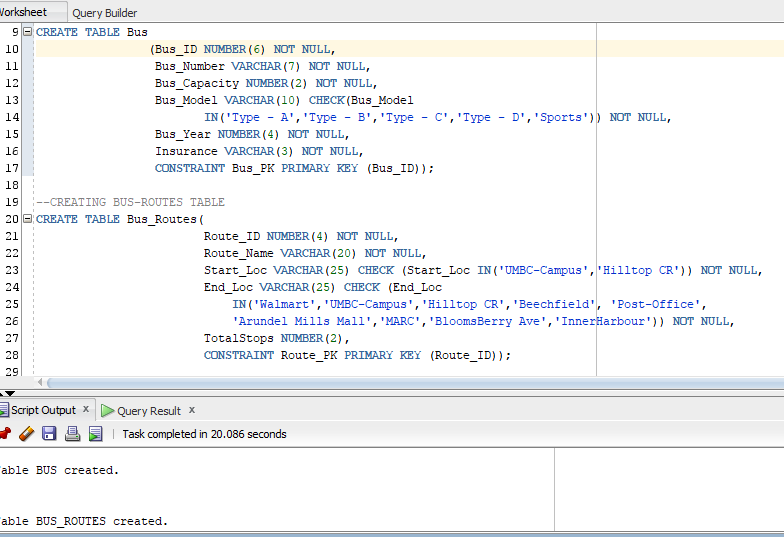 Worksheet Query Builder
9 CREATE TABLE Bus
10 (Bus_ID NUMBER(6) NOT NULL,
11 Bus_Number VARCHAR(7) NOT NULL,
12 Bus_Capacity NUMBER(2) NOT NULL,
13 Bus_Model VARCHAR(10) CHECK(Bus_Model
14 IN('Type - A','Type - B','Type - C','Type - D','Sports')) NOT NULL,
15 Bus_Year NUMBER(4) NOT NULL,
16 Insurance VARCHAR(3) NOT NULL,
17 CONSTRAINT Bus_PK PRIMARY KEY (Bus_ID));
18
19 --CREATING BUS-ROUTES TABLE
20 CREATE TABLE Bus_Routes(
21 Route_ID NUMBER(4) NOT NULL,
22 Route_Name VARCHAR(20) NOT NULL,
23 Start_Loc VARCHAR(25) CHECK (Start_Loc IN('UMBC-Campus','Hilltop CR')) NOT NULL,
24 End_Loc VARCHAR(25) CHECK (End_Loc
25 IN('Walmart','UMBC-Campus','Hilltop CR','Beechfield', 'Post-Office',
26 'Arundel Mills Mall','MARC','BloomsBerry Ave','InnerHarbour')) NOT NULL,
27 TotalStops NUMBER(2),
28 CONSTRAINT Route_PK PRIMARY KEY (Route_ID));
29
Script Output x Query Result x
Task completed in 20.086 seconds
able BUS created.
able BUS_ROUTES created.